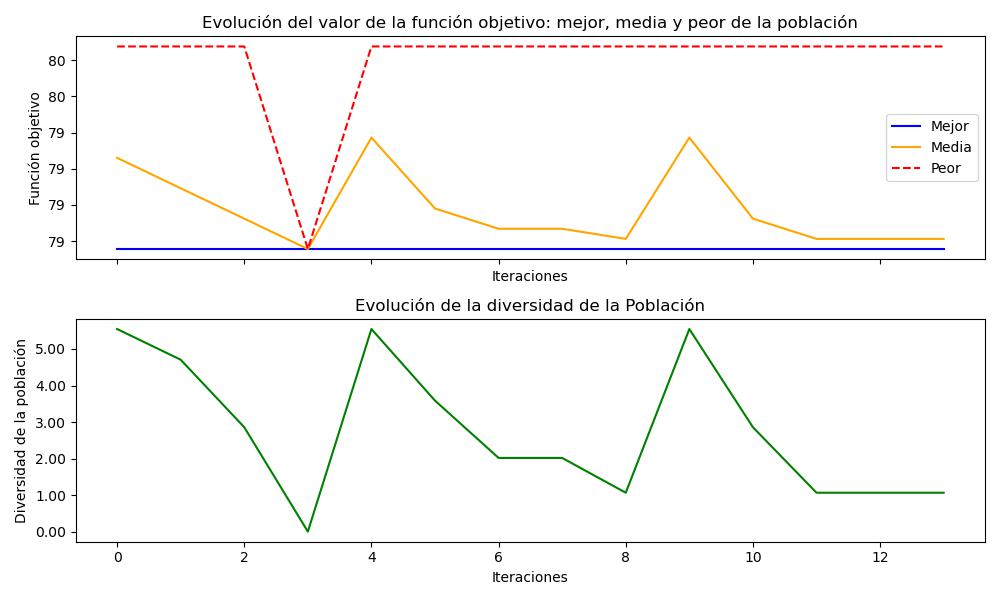 Evolución del valor de la función objetivo: mejor, media y peor de la población
80
80
79
79
79
79
Función objetivo
Mejor
Media
Peor
Iteraciones
Evolución de la diversidad de la Población
5.00
4.00
3.00
2.00
1.00
0.00
Diversidad de la población
0 2 4 6 8 10 12
Iteraciones